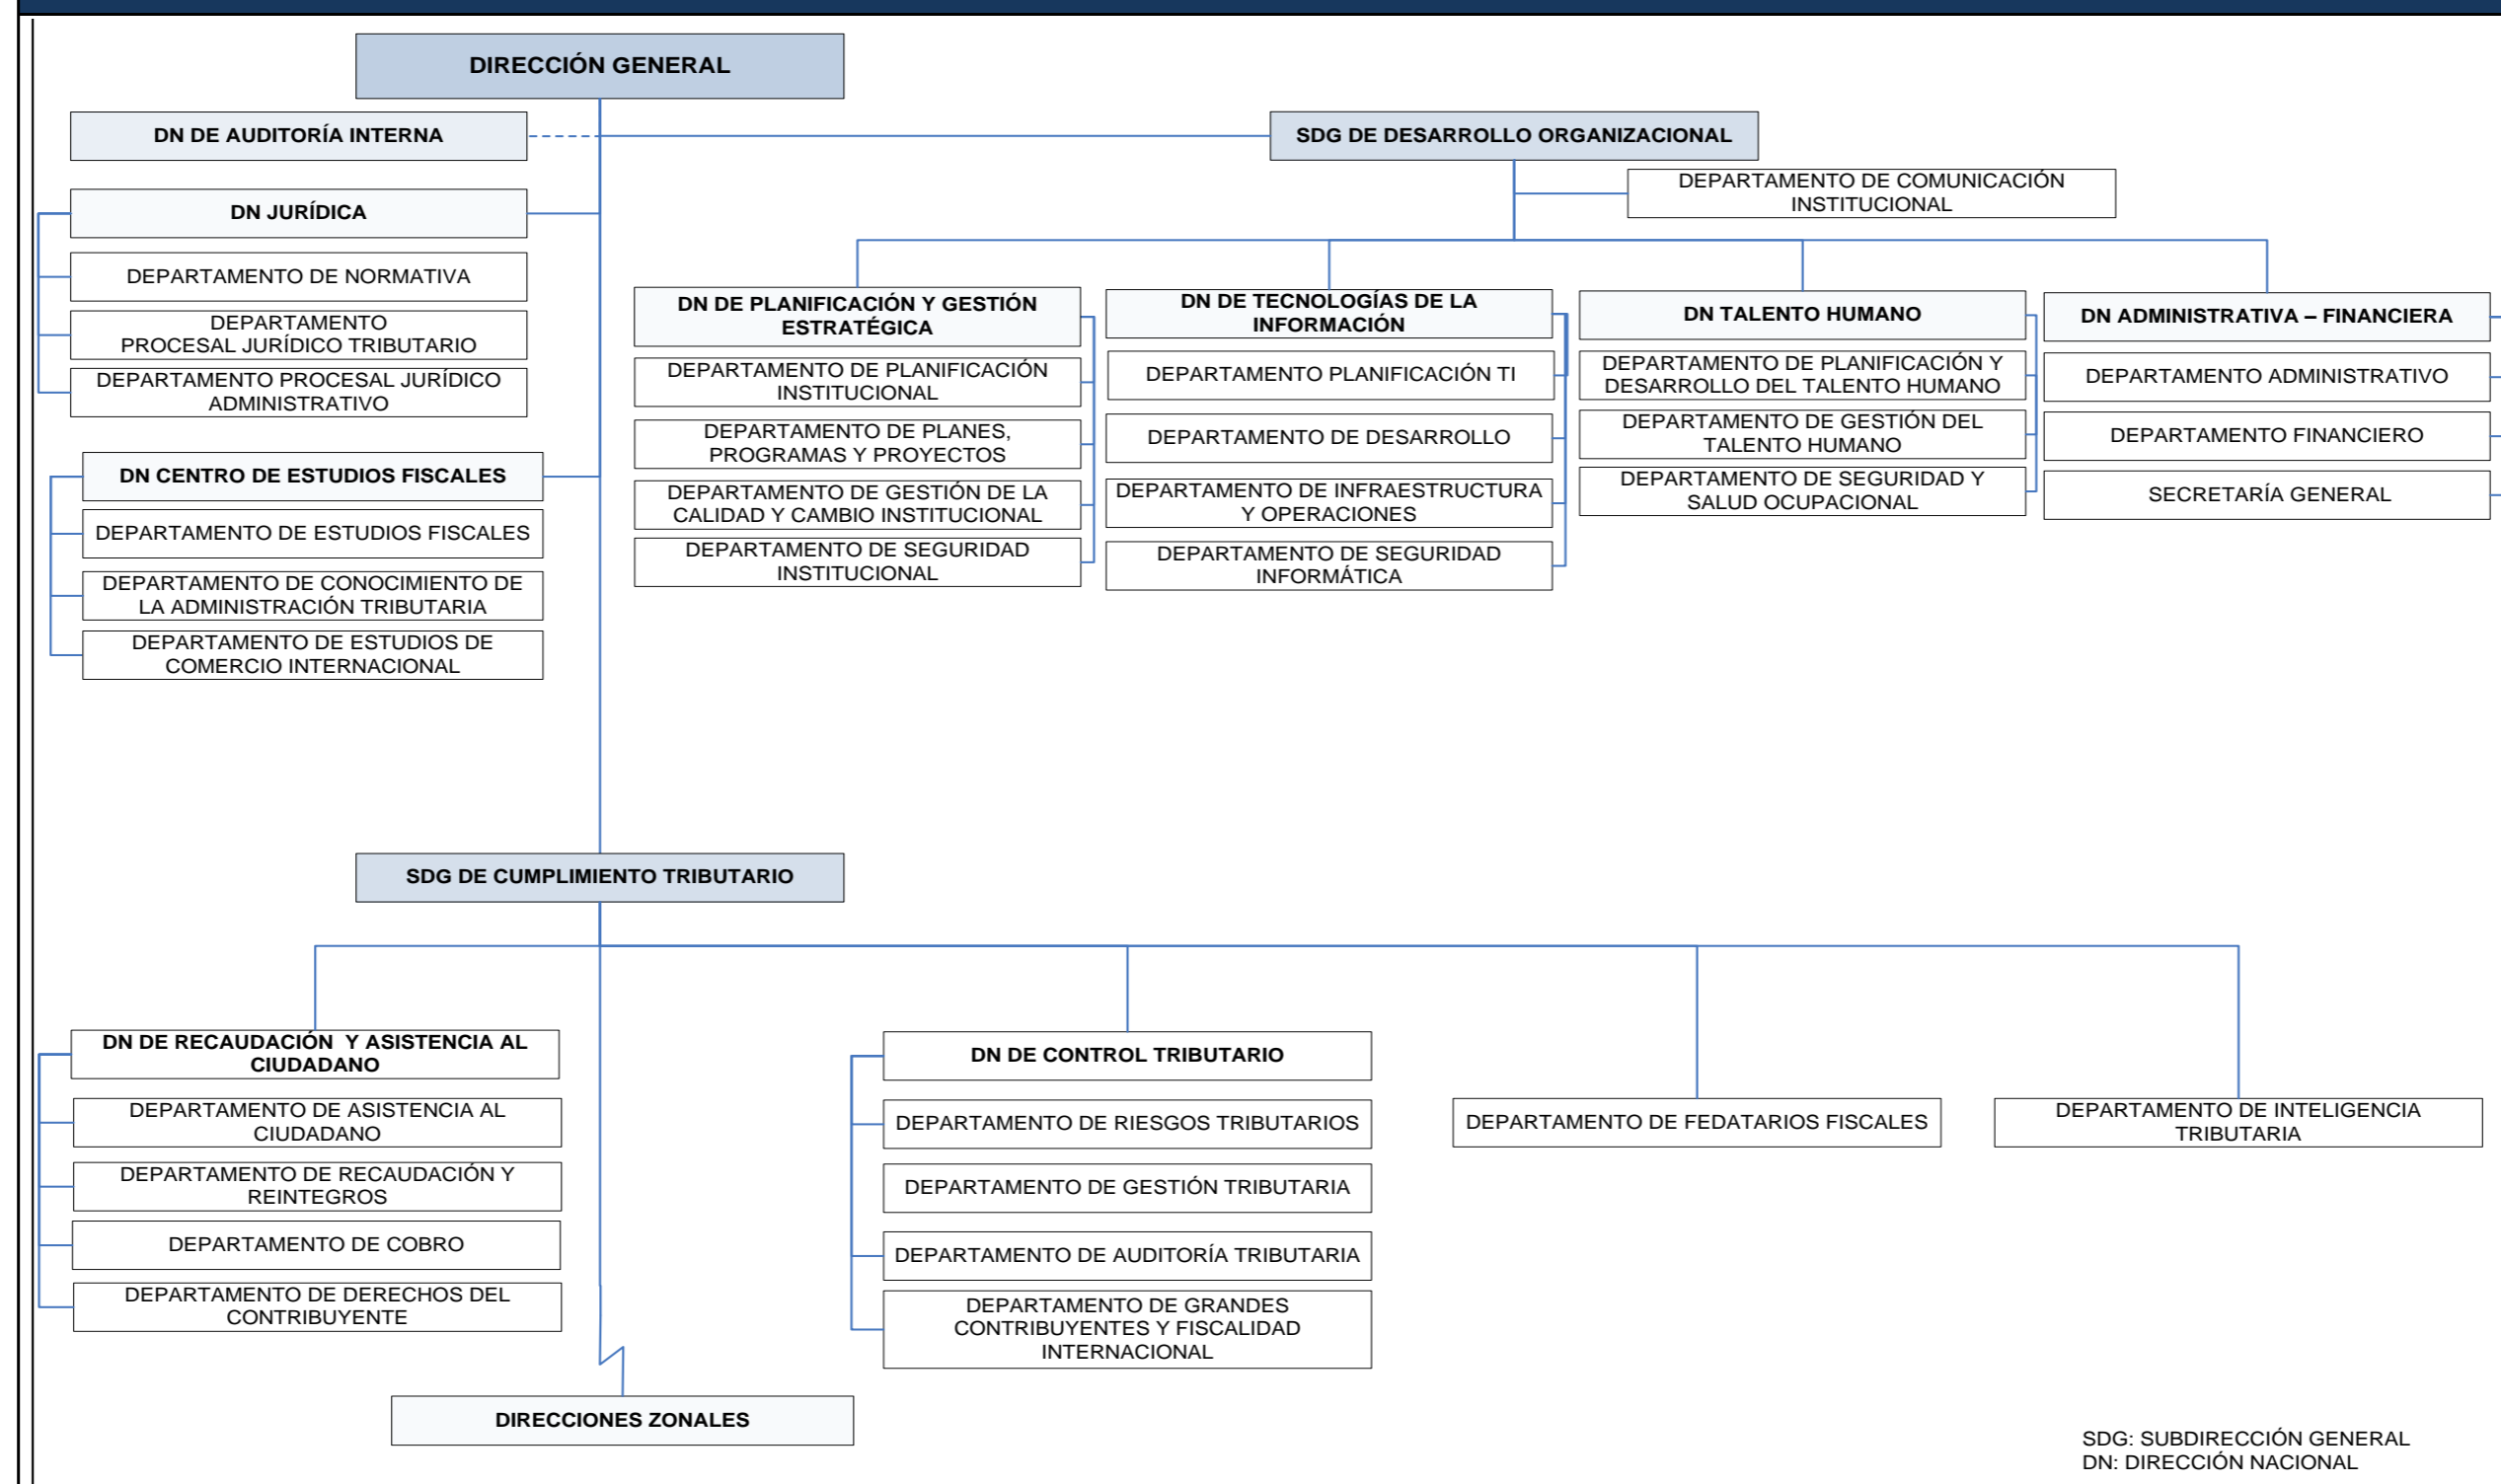 DIRECCIÓN GENERAL
DN DE AUDITORÍA INTERNA
SDG DE DESARROLLO ORGANIZACIONAL
DEPARTAMENTO DE COMUNICACIÓN
INSTITUCIONAL
DN JURÍDICA
DEPARTAMENTO DE NORMATIVA
DEPARTAMENTO
PROCESAL JURÍDICO TRIBUTARIO
DEPARTAMENTO PROCESAL JURÍDICO
ADMINISTRATIVO
DN CENTRO DE ESTUDIOS FISCALES
DEPARTAMENTO DE ESTUDIOS FISCALES
DEPARTAMENTO DE CONOCIMIENTO DE
LA ADMINISTRACIÓN TRIBUTARIA
DEPARTAMENTO DE ESTUDIOS DE
COMERCIO INTERNACIONAL
DN DE PLANIFICACIÓN Y GESTIÓN
ESTRATÉGICA
DEPARTAMENTO DE PLANIFICACIÓN
INSTITUCIONAL
DEPARTAMENTO DE PLANES,
PROGRAMAS Y PROYECTOS
DEPARTAMENTO DE GESTIÓN DE LA
CALIDAD Y CAMBIO INSTITUCIONAL
DEPARTAMENTO DE SEGURIDAD
INSTITUCIONAL
DN DE TECNOLOGÍAS DE LA
INFORMACIÓN
DEPARTAMENTO PLANIFICACIÓN TI
DEPARTAMENTO DE DESARROLLO
DEPARTAMENTO DE INFRAESTRUCTURA
Y OPERACIONES
DEPARTAMENTO DE SEGURIDAD
INFORMÁTICA
DN TALENTO HUMANO
DEPARTAMENTO DE PLANIFICACIÓN Y
DESARROLLO DEL TALENTO HUMANO
DEPARTAMENTO DE GESTIÓN DEL
TALENTO HUMANO
DEPARTAMENTO DE SEGURIDAD Y
SALUD OCUPACIONAL
DN ADMINISTRATIVA – FINANCIERA
DEPARTAMENTO ADMINISTRATIVO
DEPARTAMENTO FINANCIERO
SECRETARÍA GENERAL
SDG DE CUMPLIMIENTO TRIBUTARIO
DN DE RECAUDACIÓN Y ASISTENCIA AL
CIUDADANO
DEPARTAMENTO DE ASISTENCIA AL
CIUDADANO
DEPARTAMENTO DE RECAUDACIÓN Y
REINTEGROS
DEPARTAMENTO DE COBRO
DEPARTAMENTO DE DERECHOS DEL
CONTRIBUYENTE
DN DE CONTROL TRIBUTARIO
DEPARTAMENTO DE RIESGOS TRIBUTARIOS
DEPARTAMENTO DE GESTIÓN TRIBUTARIA
DEPARTAMENTO DE AUDITORÍA TRIBUTARIA
DEPARTAMENTO DE GRANDES
CONTRIBUYENTES Y FISCALIDAD
INTERNACIONAL
DEPARTAMENTO DE FEDATARIOS FISCALES
DEPARTAMENTO DE INTELIGENCIA
TRIBUTARIA
DIRECCIONES ZONALES
SDG: SUBDIRECCIÓN GENERAL
DN: DIRECCIÓN NACIONAL